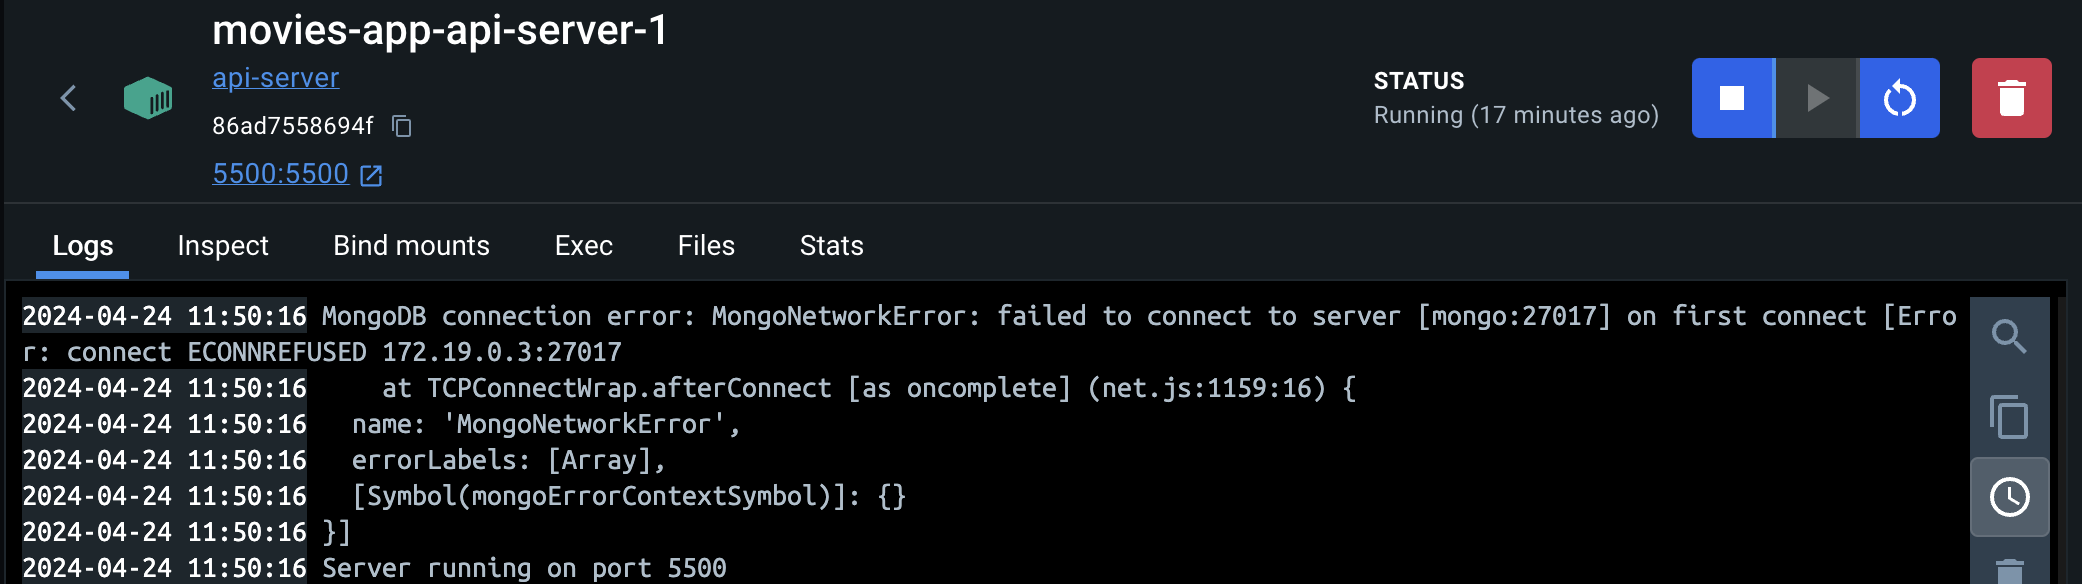 movies-app-api-server-1
api-server
86ad7558694f
5500:5500
STATUS
Running (17 minutes ago)
Logs
Inspect
Bind mounts
Exec
Files
Stats
2024-04-24 11:50:16 MongoDB connection error: MongoNetworkError: failed to connect to server [mongo:27017] on first connect [Erro
r: connect ECONNREFUSED 172.19.0.3:27017
2024-04-24 11:50:16     at TCPConnectWrap.afterConnect [as oncomplete] (net.js:1159:16) {
2024-04-24 11:50:16   name: 'MongoNetworkError',
2024-04-24 11:50:16   errorLabels: [Array],
2024-04-24 11:50:16   [Symbol(mongoErrorContextSymbol)]: {}
2024-04-24 11:50:16 }]
2024-04-24 11:50:16 Server running on port 5500